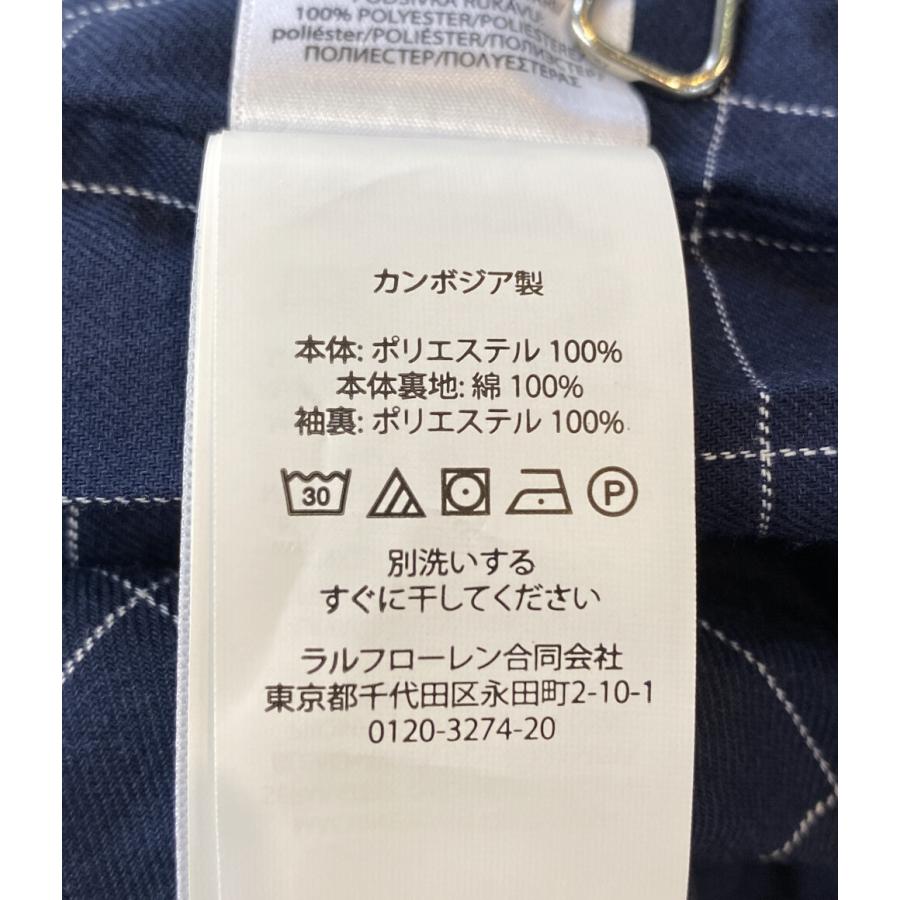 PODŠÍVKA RUKÁVU:
100% POLYESTER/POLIESTERE/
poliéster/POLIÉSTER/ПОЛИЭСТЕР/
ПОЛИЕСТЕР/ΠΟΛΥΕΣΤΕΡΑΣ
カンボジア製
本体: ポリエステル 100%
本体裏地: 綿 100%
袖裏: ポリエステル 100%
30 P
別洗いする
すぐに干してください
ラルフローレン合同会社
東京都千代田区永田町2-10-1
0120-3274-20